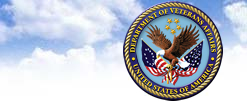 DEPARTMENT OF VETERANS AFFAIRS
UNITED STATES OF AMERICA